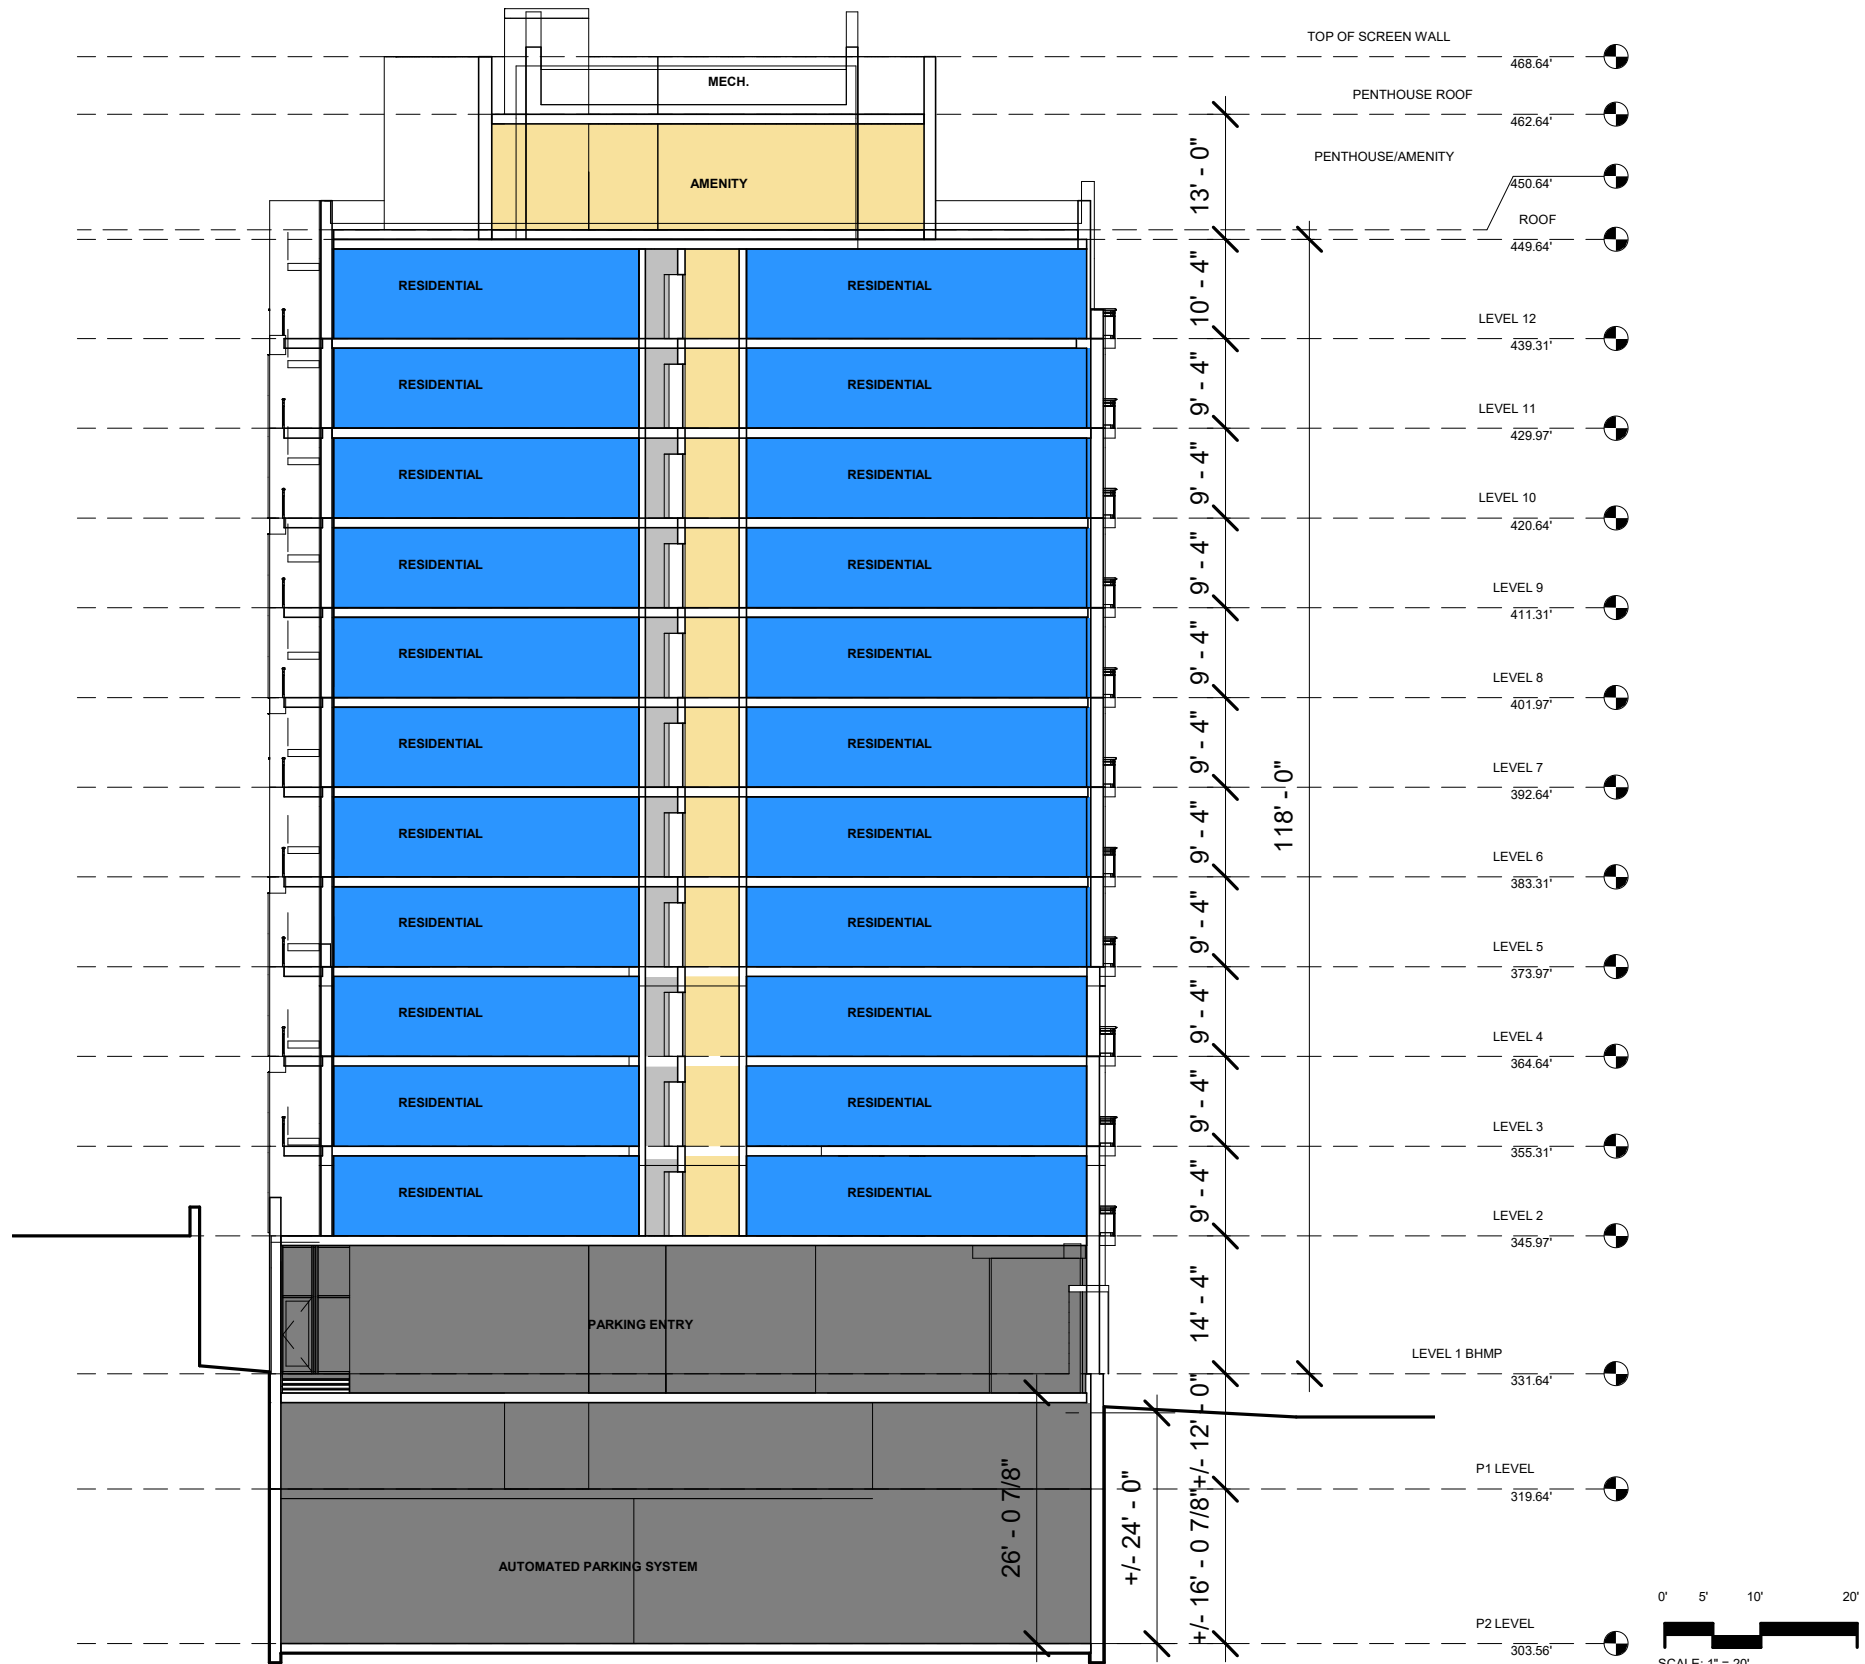 TOP OF SCREEN WALL
468.64'
MECH.
PENTHOUSE ROOF
462.64'
13' - 0"
PENTHOUSE/AMENITY
450.64'
AMENITY
ROOF
449.64'
RESIDENTIAL RESIDENTIAL
10' - 4"
LEVEL 12
439.31'
RESIDENTIAL RESIDENTIAL
9' - 4"
LEVEL 11
429.97'
RESIDENTIAL RESIDENTIAL
9' - 4"
LEVEL 10
420.64'
RESIDENTIAL RESIDENTIAL
9' - 4"
LEVEL 9
411.31'
RESIDENTIAL RESIDENTIAL
9' - 4"
LEVEL 8
401.97'
RESIDENTIAL RESIDENTIAL
9' - 4"
LEVEL 7
392.64'
118' - 0"
RESIDENTIAL RESIDENTIAL
9' - 4"
LEVEL 6
383.31'
RESIDENTIAL RESIDENTIAL
9' - 4"
LEVEL 5
373.97'
RESIDENTIAL RESIDENTIAL
9' - 4"
LEVEL 4
364.64'
RESIDENTIAL RESIDENTIAL
9' - 4"
LEVEL 3
355.31'
RESIDENTIAL RESIDENTIAL
9' - 4"
LEVEL 2
345.97'
PARKING ENTRY
14' - 4"
LEVEL 1 BHMP
331.64'
+/- 12' - 0"
P1 LEVEL
319.64'
26' - 0 7/8"
+/- 24' - 0"
+/- 16' - 0 7/8"
AUTOMATED PARKING SYSTEM
P2 LEVEL
303.56'
0' 5' 10' 20'
SCALE: 1" = 20'